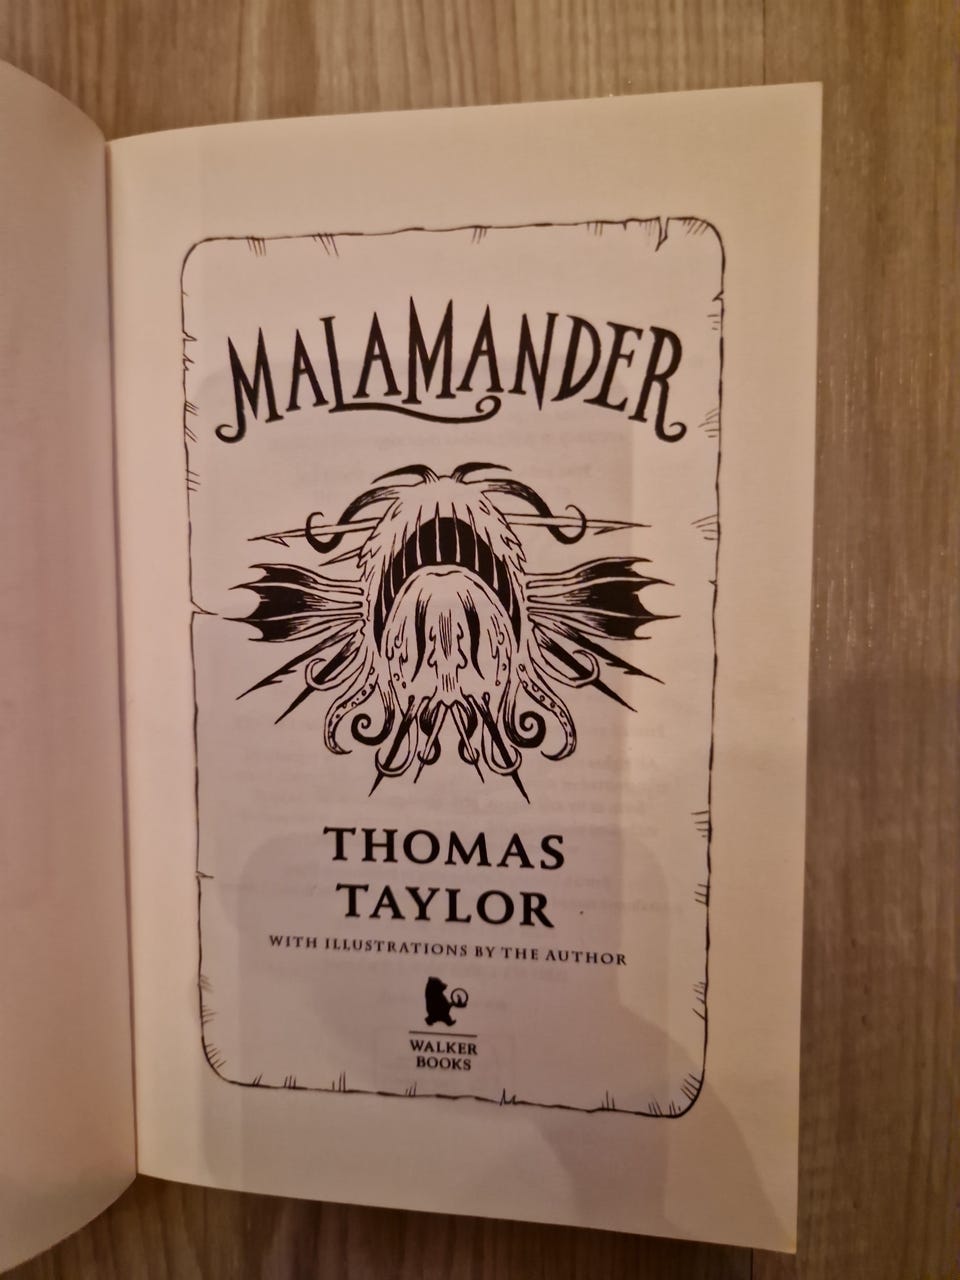 MALAMANDER
THOMAS
TAYLOR
WITH ILLUSTRATIONS BY THE AUTHOR
WALKER
BOOKS